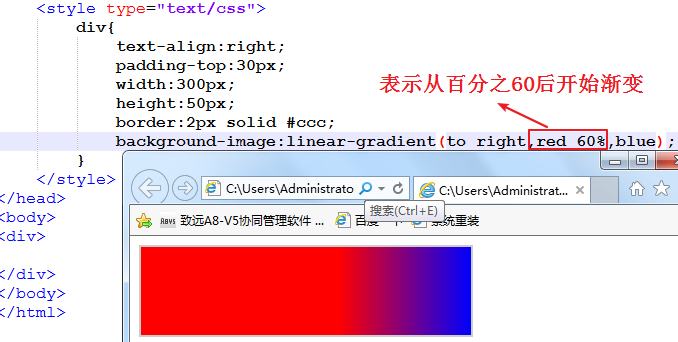 <style type="text/css">
div{
text-align:right;
padding-top:30px;
width:300px;
height:50px;
border:2px solid #ccc;
background-image:linear-gradient(to right,red 60%,blue);
}
</style>
</head>
<body>
<div>
</div>
</body>
</html>
表示从百分之60后开始渐变
C:\Users\Administrato
C:\Users\Administrat...
搜索(Ctrl+E)
致远A8-V5协同管理软件 ...
百度一下
系统重装